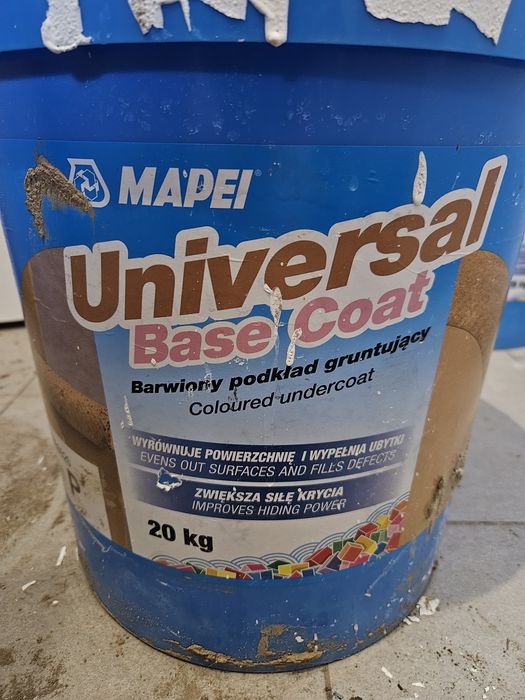 MAPEI
Universal
Base Coat
Barwiony podkład gruntujący
Coloured undercoat
WYRÓWNUJE POWIERZCHNIĘ I WYPEŁNIA UBYTKI
EVENS OUT SURFACES AND FILLS DEFECTS
ZWIĘKSZA SIŁĘ KRYCIA
IMPROVES HIDING POWER
20 kg